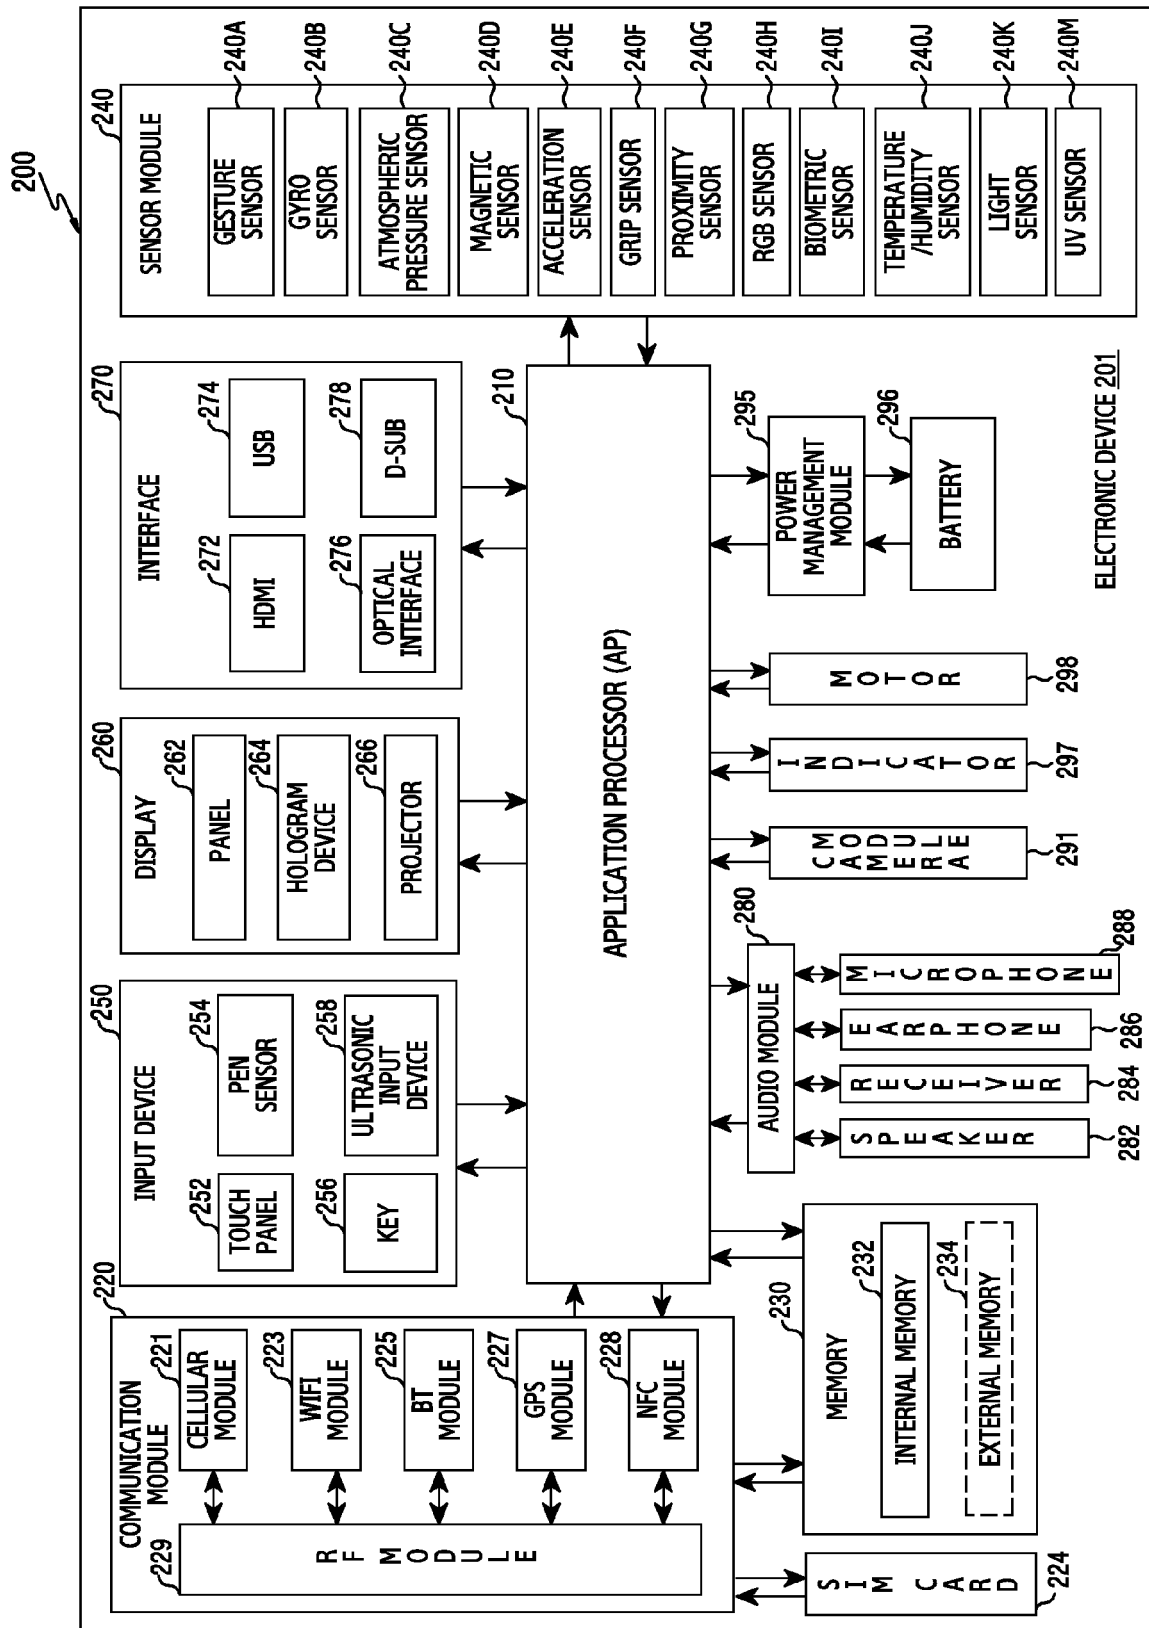 200
COMMUNICATION
MODULE
220
229
RF MODULE
221
CELLULAR
MODULE
223
WIFI
MODULE
225
BT
MODULE
227
GPS
MODULE
228
NFC
MODULE
INPUT DEVICE
250
252
TOUCH
PANEL
254
PEN
SENSOR
256
KEY
258
ULTRASONIC
INPUT
DEVICE
DISPLAY
260
262
PANEL
264
HOLOGRAM
DEVICE
266
PROJECTOR
INTERFACE
270
272
HDMI
274
USB
276
OPTICAL
INTERFACE
278
D-SUB
240
SENSOR MODULE
GESTURE
SENSOR
240A
GYRO
SENSOR
240B
ATMOSPHERIC
PRESSURE SENSOR
240C
MAGNETIC
SENSOR
240D
ACCELERATION
SENSOR
240E
GRIP SENSOR
240F
PROXIMITY
SENSOR
240G
RGB SENSOR
240H
BIOMETRIC
SENSOR
240I
TEMPERATURE
/HUMIDITY
SENSOR
240J
LIGHT
SENSOR
240K
UV SENSOR
240M
210
APPLICATION PROCESSOR (AP)
SIM CARD
224
230
MEMORY
232
INTERNAL MEMORY
234
EXTERNAL MEMORY
280
AUDIO MODULE
SPEAKER
282
RECEIVER
284
EARPHONE
286
MICROPHONE
288
CAMERA
MODULE
291
INDICATOR
297
MOTOR
298
295
POWER
MANAGEMENT
MODULE
296
BATTERY
ELECTRONIC DEVICE 201